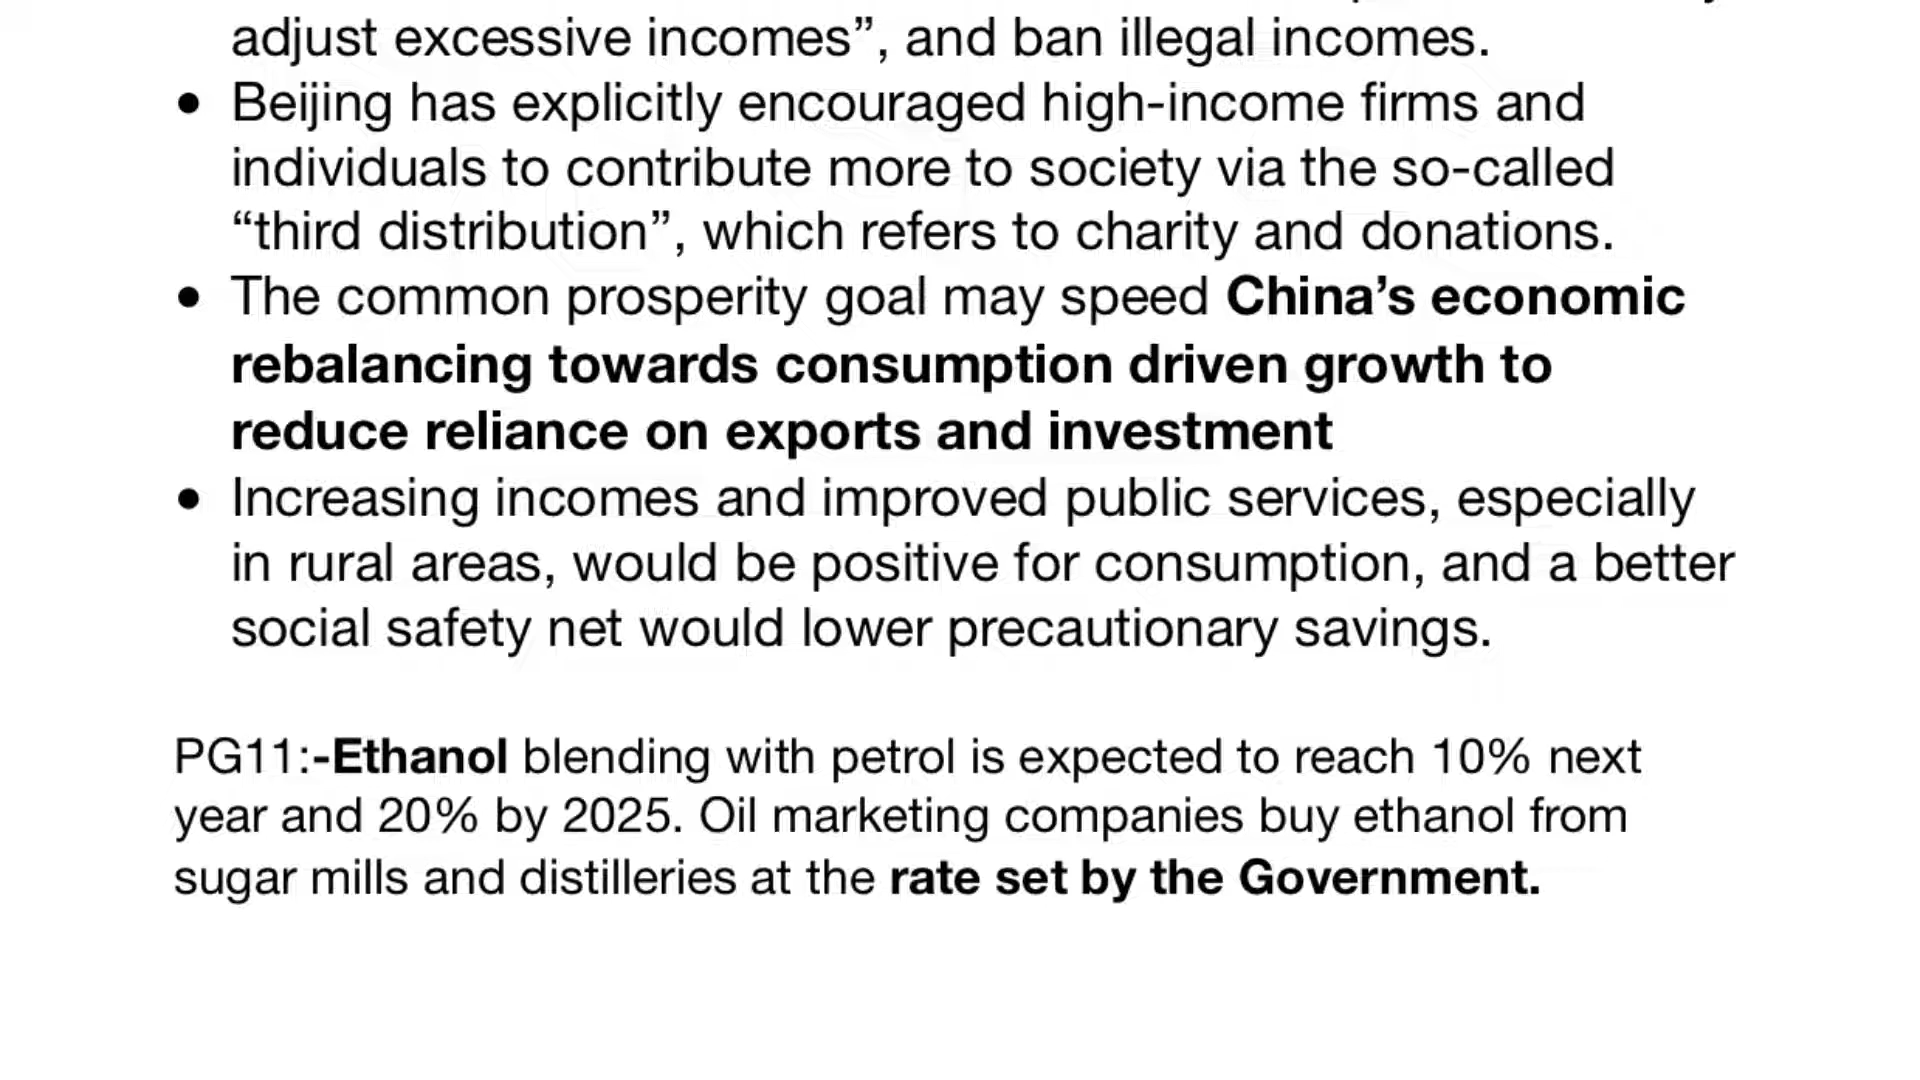 adjust excessive incomes”, and ban illegal incomes.
• Beijing has explicitly encouraged high-income firms and
individuals to contribute more to society via the so-called
“third distribution”, which refers to charity and donations.
• The common prosperity goal may speed China’s economic
rebalancing towards consumption driven growth to
reduce reliance on exports and investment
• Increasing incomes and improved public services, especially
in rural areas, would be positive for consumption, and a better
social safety net would lower precautionary savings.
PG11:-Ethanol blending with petrol is expected to reach 10% next
year and 20% by 2025. Oil marketing companies buy ethanol from
sugar mills and distilleries at the rate set by the Government.